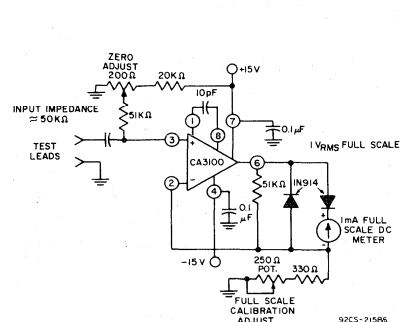 ZERO
ADJUST
200Ω
20KΩ
+15V
10pF
INPUT IMPEDANCE
≈50KΩ
51KΩ
1
8
7
0.1μF
TEST
LEADS
3
+
CA3100
6
1 VRMS FULL SCALE
2
−
4
51KΩ
1N914
0.1
μF
+
1mA FULL
SCALE DC
METER
-
−15V
250Ω
POT.
330Ω
FULL SCALE
CALIBRATION
ADJUST
92CS-21586